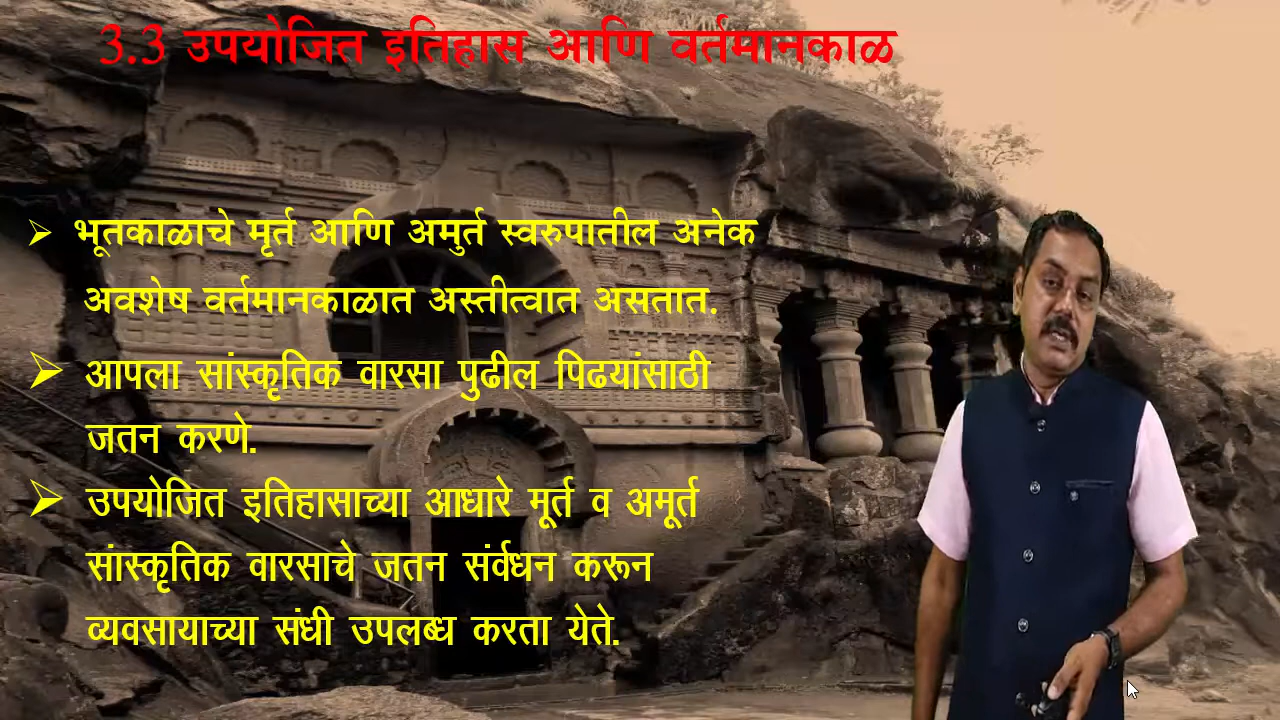 3.3 उपयोजित इतिहास आणि वर्तमानकाळ
➢ भूतकाळाचे मृर्त आणि अमुर्त स्वरुपातील अनेक
अवशेष वर्तमानकाळात अस्तीत्वात असतात.
➢ आपला सांस्कृतिक वारसा पुढील पिढयांसाठी
जतन करणे.
➢ उपयोजित इतिहासाच्या आधारे मूर्त व अमूर्त
सांस्कृतिक वारसाचे जतन संर्वधन करून
व्यवसायाच्या संधी उपलब्ध करता येते.